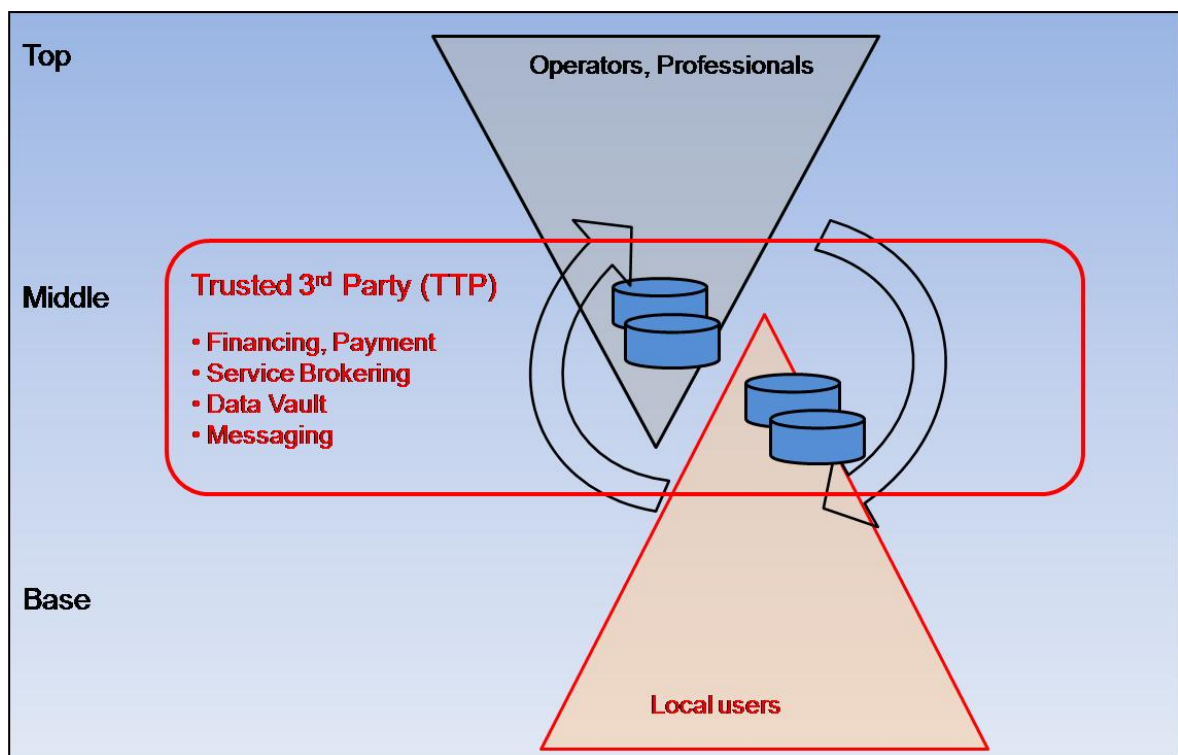 Top
Operators, Professionals
Middle
Trusted 3rd Party (TTP)
• Financing, Payment
• Service Brokering
• Data Vault
• Messaging
Base
Local users